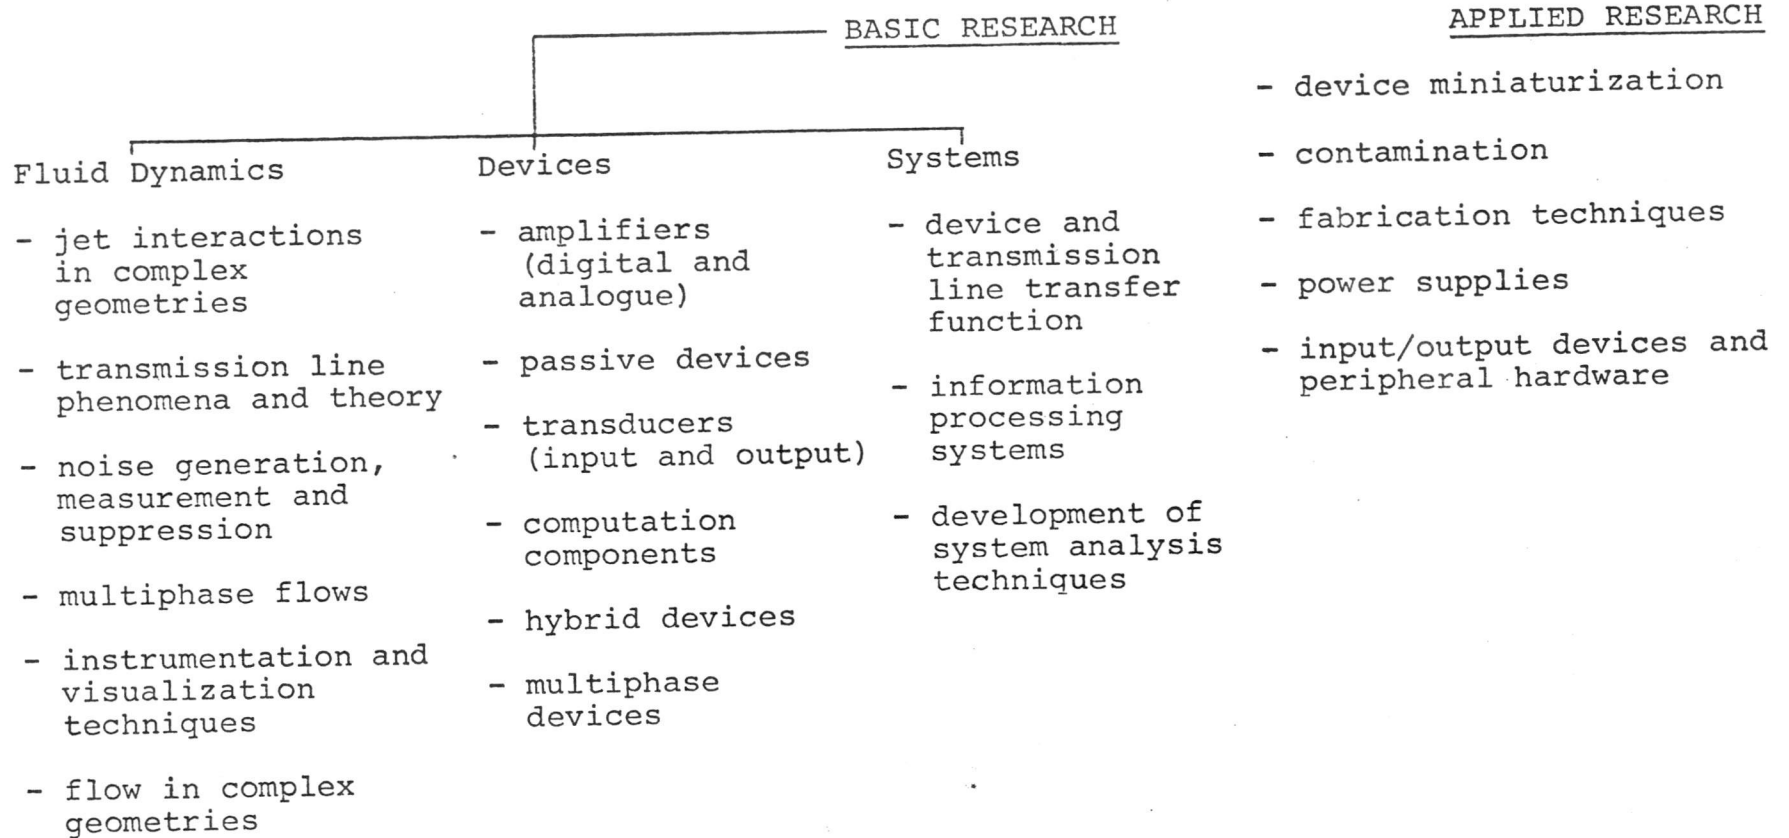 BASIC RESEARCH
Fluid Dynamics
- jet interactions
in complex
geometries
- transmission line
phenomena and theory
- noise generation,
measurement and
suppression
- multiphase flows
- instrumentation and
visualization
techniques
- flow in complex
geometries
Devices
- amplifiers
(digital and
analogue)
- passive devices
- transducers
(input and output)
- computation
components
- hybrid devices
- multiphase
devices
Systems
- device and
transmission
line transfer
function
- information
processing
systems
- development of
system analysis
techniques
APPLIED RESEARCH
- device miniaturization
- contamination
- fabrication techniques
- power supplies
- input/output devices and
peripheral hardware